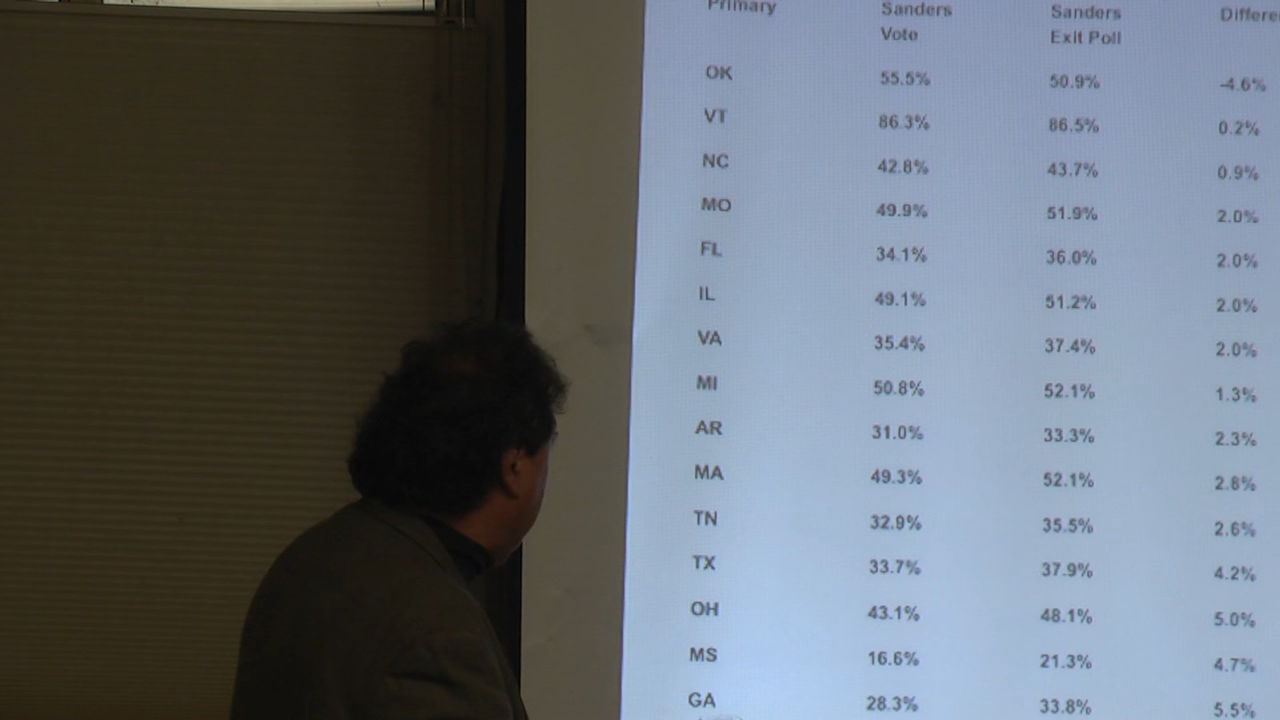 Primary Sanders Vote Sanders Exit Poll Differe
OK 55.5% 50.9% -4.6%
VT 86.3% 86.5% 0.2%
NC 42.8% 43.7% 0.9%
MO 49.9% 51.9% 2.0%
FL 34.1% 36.0% 2.0%
IL 49.1% 51.2% 2.0%
VA 35.4% 37.4% 2.0%
MI 50.8% 52.1% 1.3%
AR 31.0% 33.3% 2.3%
MA 49.3% 52.1% 2.8%
TN 32.9% 35.5% 2.6%
TX 33.7% 37.9% 4.2%
OH 43.1% 48.1% 5.0%
MS 16.6% 21.3% 4.7%
GA 28.3% 33.8% 5.5%